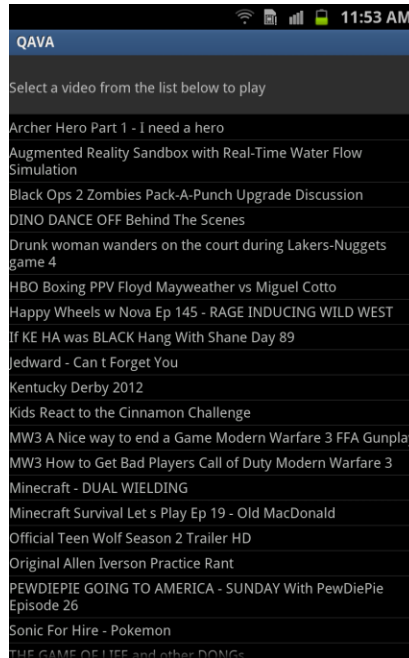 11:53 AM
QAVA
Select a video from the list below to play
Archer Hero Part 1 - I need a hero
Augmented Reality Sandbox with Real-Time Water Flow
Simulation
Black Ops 2 Zombies Pack-A-Punch Upgrade Discussion
DINO DANCE OFF Behind The Scenes
Drunk woman wanders on the court during Lakers-Nuggets
game 4
HBO Boxing PPV Floyd Mayweather vs Miguel Cotto
Happy Wheels w Nova Ep 145 - RAGE INDUCING WILD WEST
If KE HA was BLACK Hang With Shane Day 89
Jedward - Can t Forget You
Kentucky Derby 2012
Kids React to the Cinnamon Challenge
MW3 A Nice way to end a Game Modern Warfare 3 FFA Gunpla
MW3 How to Get Bad Players Call of Duty Modern Warfare 3
Minecraft - DUAL WIELDING
Minecraft Survival Let s Play Ep 19 - Old MacDonald
Official Teen Wolf Season 2 Trailer HD
Original Allen Iverson Practice Rant
PEWDIEPIE GOING TO AMERICA - SUNDAY With PewDiePie
Episode 26
Sonic For Hire - Pokemon
THE GAME OF LIFE and other DONGs